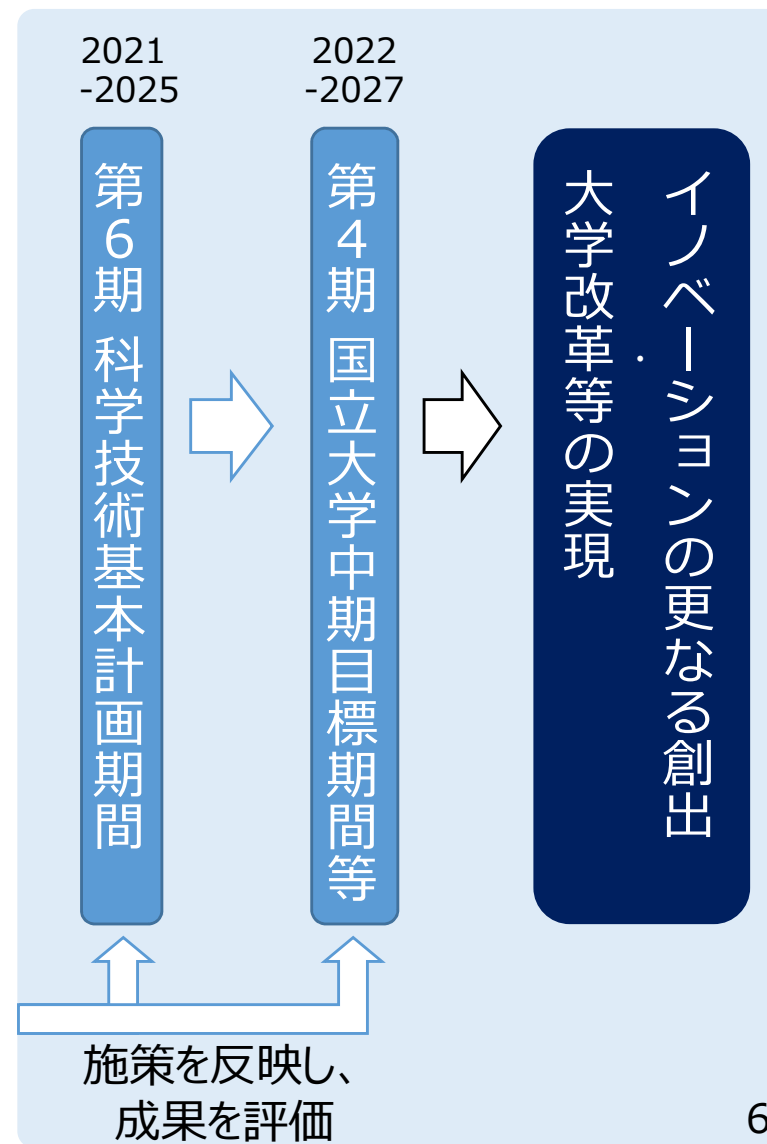 2021
-2025
2022
-2027
第6期 科学技術基本計画期間
第4期 国立大学中期目標期間等
イノベーションの更なる創出
大学改革等の実現
施策を反映し、
成果を評価
6